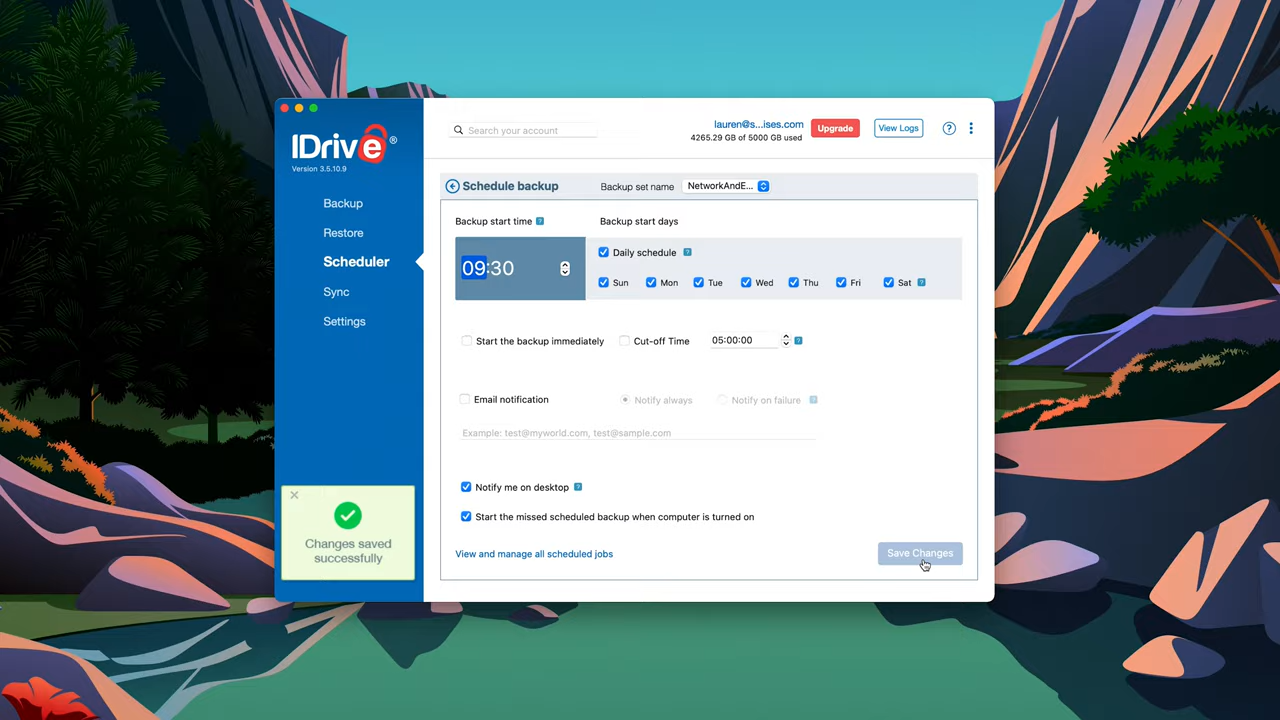 IDrive®
Version 3.5.10.9
Backup
Restore
Scheduler
Sync
Settings
Changes saved
successfully
Search your account
lauren@s...ises.com
4265.29 GB of 5000 GB used
Upgrade
View Logs
?
Schedule backup
Backup set name
NetworkAndE...
Backup start time ?
Backup start days
09:30
Daily schedule ?
Sun Mon Tue Wed Thu Fri Sat ?
Start the backup immediately
Cut-off Time
05:00:00 ?
Email notification
Notify always
Notify on failure ?
Example: test@myworld.com, test@sample.com
Notify me on desktop ?
Start the missed scheduled backup when computer is turned on
View and manage all scheduled jobs
Save Changes